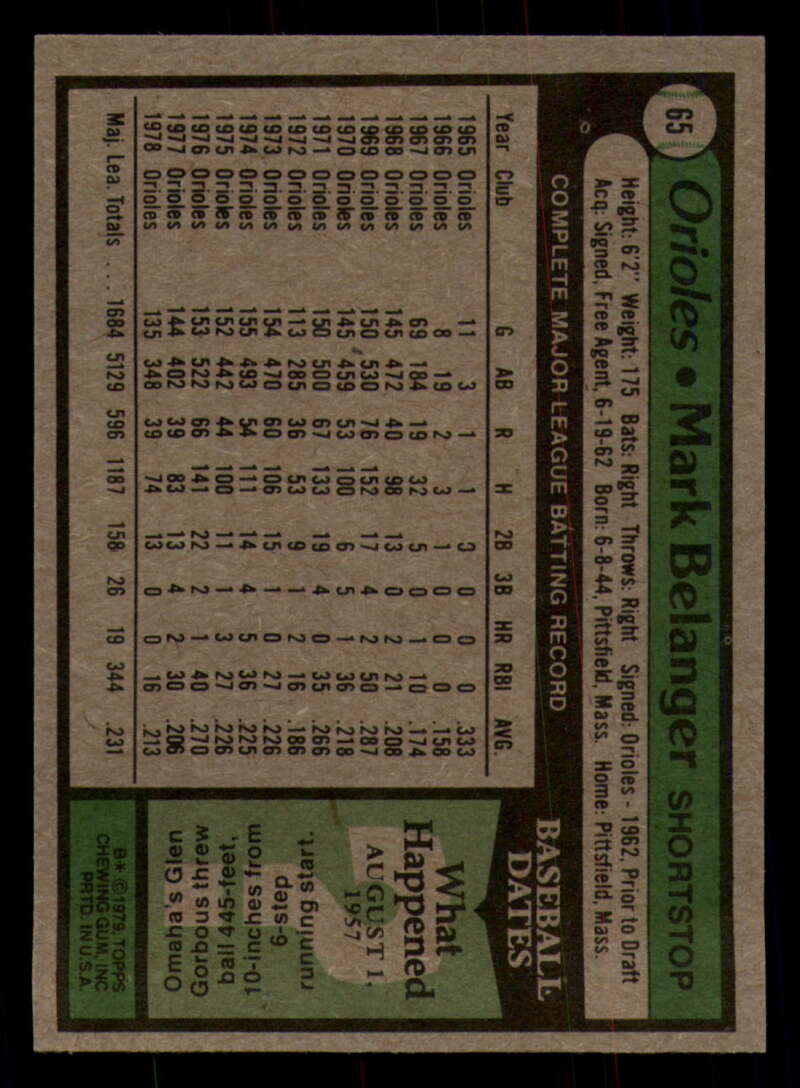 65 Orioles • Mark Belanger SHORTSTOP
Height: 6'2" Weight: 175 Bats: Right Throws: Right Signed: Orioles - 1962, Prior to Draft
Acq: Signed, Free Agent, 6-19-62 Born: 6-8-44, Pittsfield, Mass. Home: Pittsfield, Mass.
COMPLETE MAJOR LEAGUE BATTING RECORD
Year Club G AB R H 2B 3B HR RBI AVG.
1965 Orioles 11 3 1 1 3 0 0 0 .333
1966 Orioles 8 19 2 3 1 0 0 0 .158
1967 Orioles 69 184 19 32 5 0 1 10 .174
1968 Orioles 145 472 40 98 13 0 2 21 .208
1969 Orioles 150 530 76 152 17 4 2 50 .287
1970 Orioles 145 459 53 100 6 5 1 36 .218
1971 Orioles 150 500 67 133 19 4 0 35 .266
1972 Orioles 113 285 36 53 9 1 2 16 .186
1973 Orioles 154 470 60 106 15 1 0 27 .226
1974 Orioles 155 493 54 111 14 4 5 36 .225
1975 Orioles 152 442 44 100 11 1 3 27 .226
1976 Orioles 153 522 66 141 22 2 1 40 .270
1977 Orioles 144 402 39 83 13 4 2 30 .206
1978 Orioles 135 348 39 74 13 0 0 16 .213
Maj. Lea. Totals . . . 1684 5129 596 1187 158 26 19 344 .231
BASEBALL
DATES
What
Happened
AUGUST 1,
1957
Omaha's Glen
Gorbous threw
ball 445-feet,
10-inches from
6-step
running start.
B* © 1979, TOPPS
CHEWING GUM, INC.
PRTD. IN U.S.A.